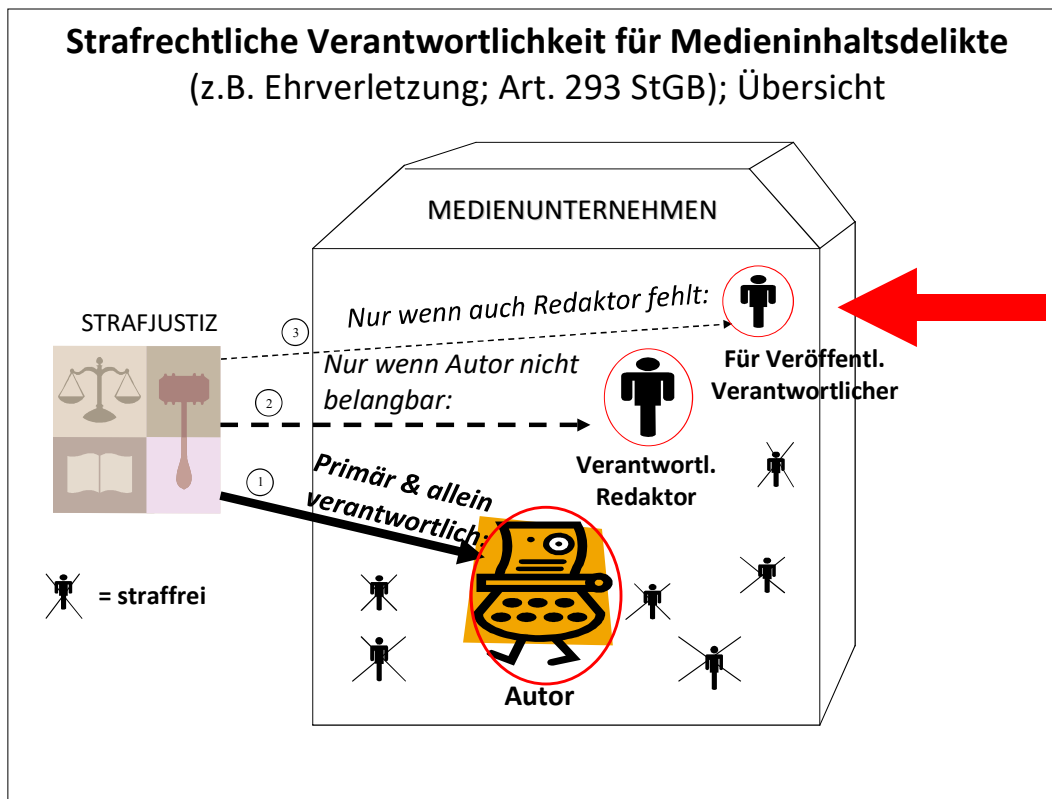 Strafrechtliche Verantwortlichkeit für Medieninhaltsdelikte
(z.B. Ehrverletzung; Art. 293 StGB); Übersicht
MEDIENUNTERNEHMEN
STRAFJUSTIZ
3
Nur wenn auch Redaktor fehlt:
Für Veröffentl.
Verantwortlicher
2
Nur wenn Autor nicht
belangbar:
Verantwortl.
Redaktor
1
Primär & allein
verantwortlich:
Autor
= straffrei